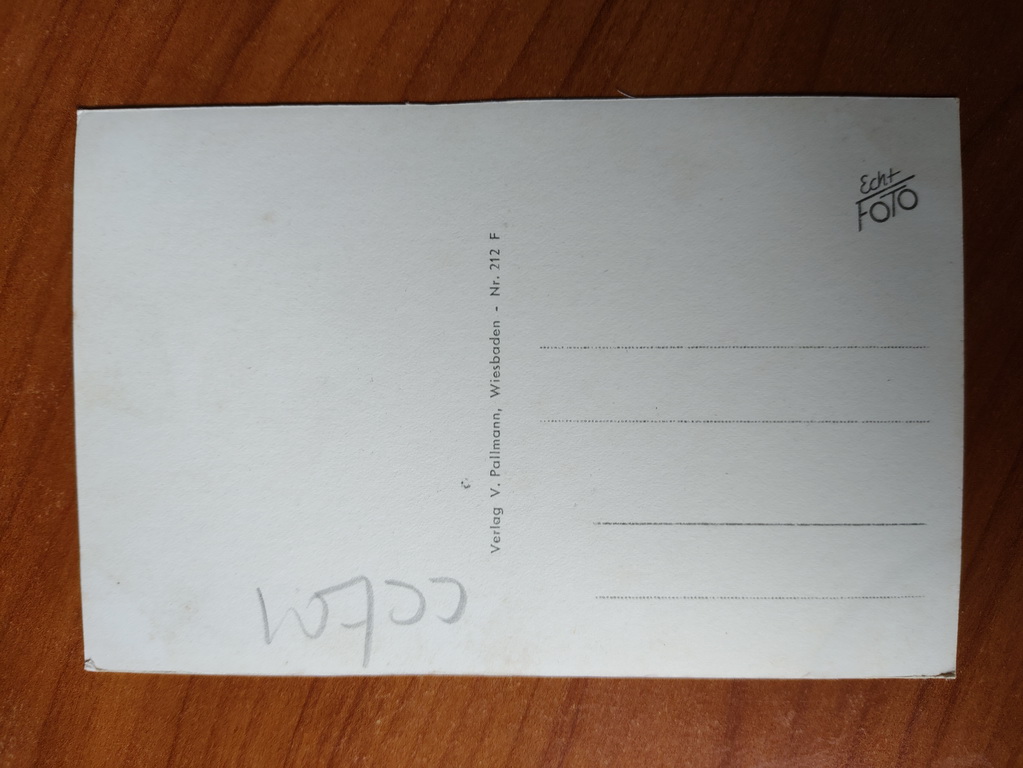 Echt
FOTO
Verlag V. Pallmann, Wiesbaden - Nr. 212 F